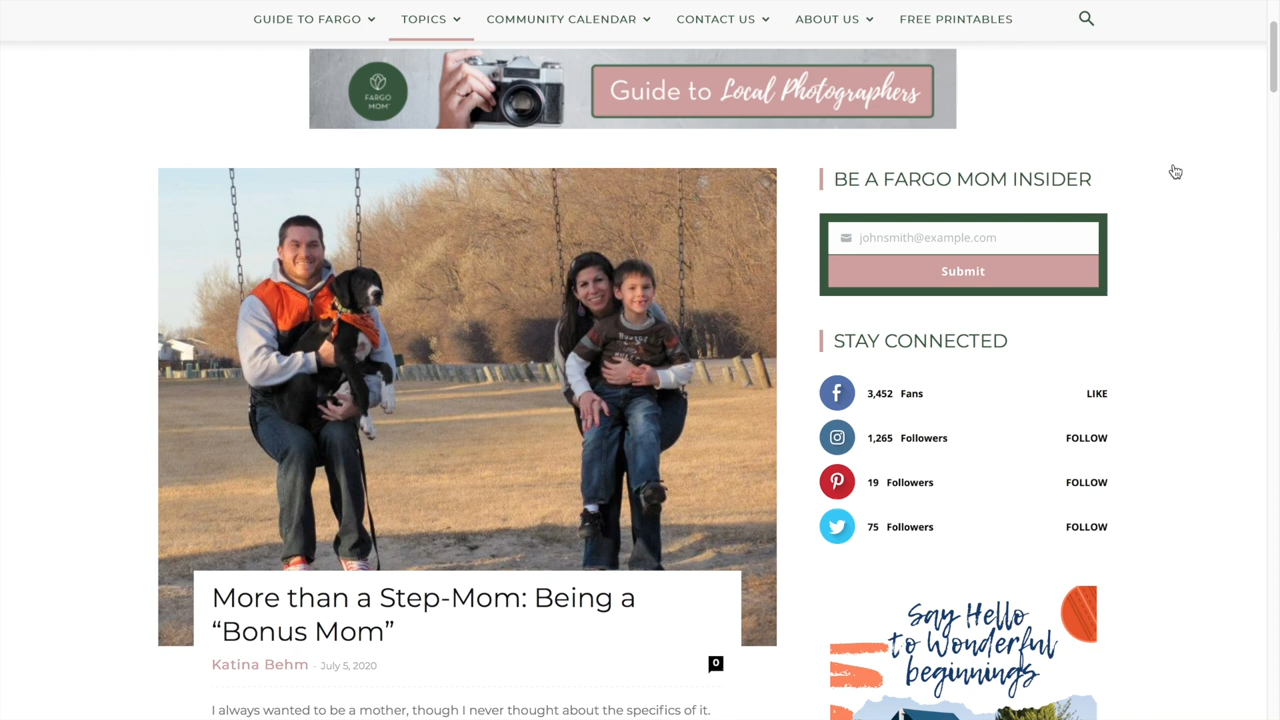 GUIDE TO FARGO TOPICS COMMUNITY CALENDAR CONTACT US ABOUT US FREE PRINTABLES
FARGO
MOM
Guide to Local Photographers
BE A FARGO MOM INSIDER
johnsmith@example.com
Submit
STAY CONNECTED
3,452 Fans LIKE
1,265 Followers FOLLOW
19 Followers FOLLOW
75 Followers FOLLOW
Say Hello
to Wonderful
beginnings
More than a Step-Mom: Being a
“Bonus Mom”
Katina Behm - July 5, 2020 0
I always wanted to be a mother, though I never thought about the specifics of it.